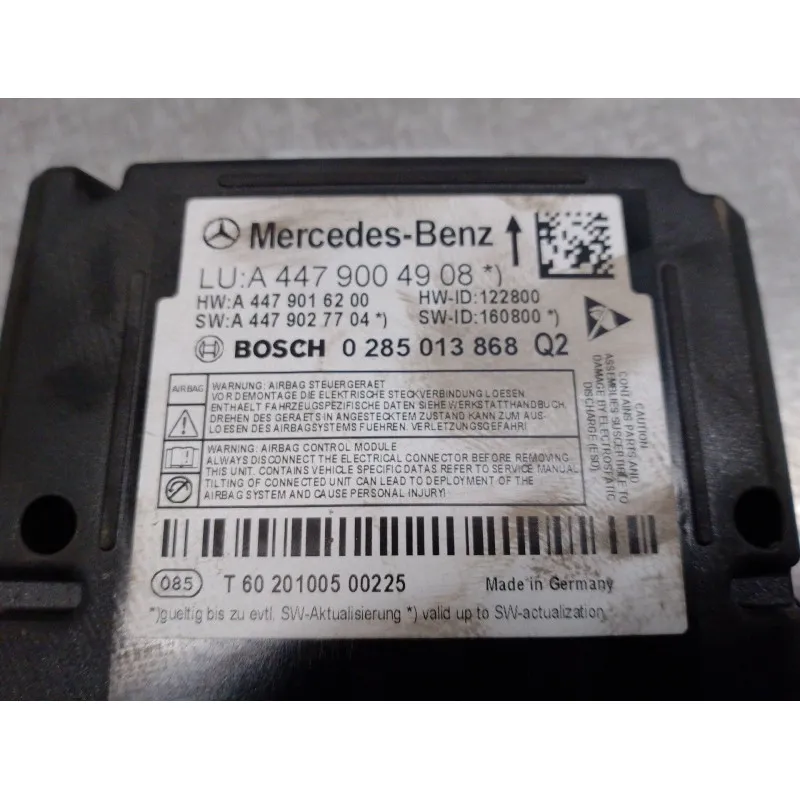 Mercedes-Benz
LU:A 447 900 49 08 *)
HW:A 447 901 62 00 HW-ID:122800
SW:A 447 902 77 04 *) SW-ID:160800 *)
BOSCH 0 285 013 868 Q2
AIRBAG
WARNUNG: AIRBAG STEUERGERAET
VOR DEMONTAGE DIE ELEKTRISCHE STECKVERBINDUNG LOESEN.
ENTHAELT FAHRZEUGSPEZIFISCHE DATEN SIEHE WERKSTATTHANDBUCH.
DREHEN DES GERAETS IN ANGESTECKTEM ZUSTAND KANN ZUM AUS-
LOESEN DES AIRBAGSYSTEMS FUEHREN. VERLETZUNGSGEFAHR!
WARNING: AIRBAG CONTROL MODULE
ALWAYS DISCONNECT THE ELECTRICAL CONNECTOR BEFORE REMOVING
THIS UNIT. CONTAINS VEHICLE SPECIFIC DATAS. REFER TO SERVICE MANUAL.
TILTING OF CONNECTED UNIT CAN LEAD TO DEPLOYMENT OF THE
AIRBAG SYSTEM AND CAUSE PERSONAL INJURY!
CAUTION
CONTAINS PARTS AND
ASSEMBLIES SUSCEPTIBLE TO
DAMAGE BY ELECTROSTATIC
DISCHARGE (ESD).
085 T 60 201005 00225 Made in Germany
*)gueltig bis zu evtl. SW-Aktualisierung *) valid up to SW-actualization